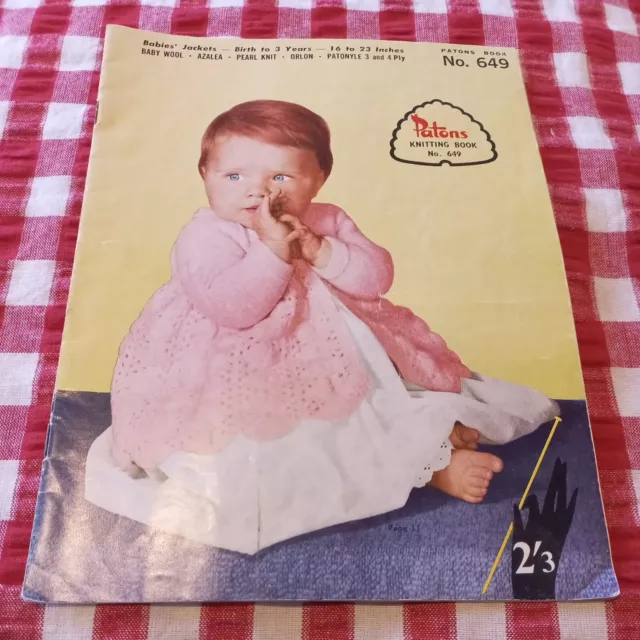 Babies' Jackets — Birth to 3 Years — 16 to 23 Inches
BABY WOOL · AZALEA · PEARL KNIT · ORLON · PATONYLE 3 and 4 Ply
PATONS BOOK
No. 649
Patons
KNITTING BOOK
No. 649
Page
2'3